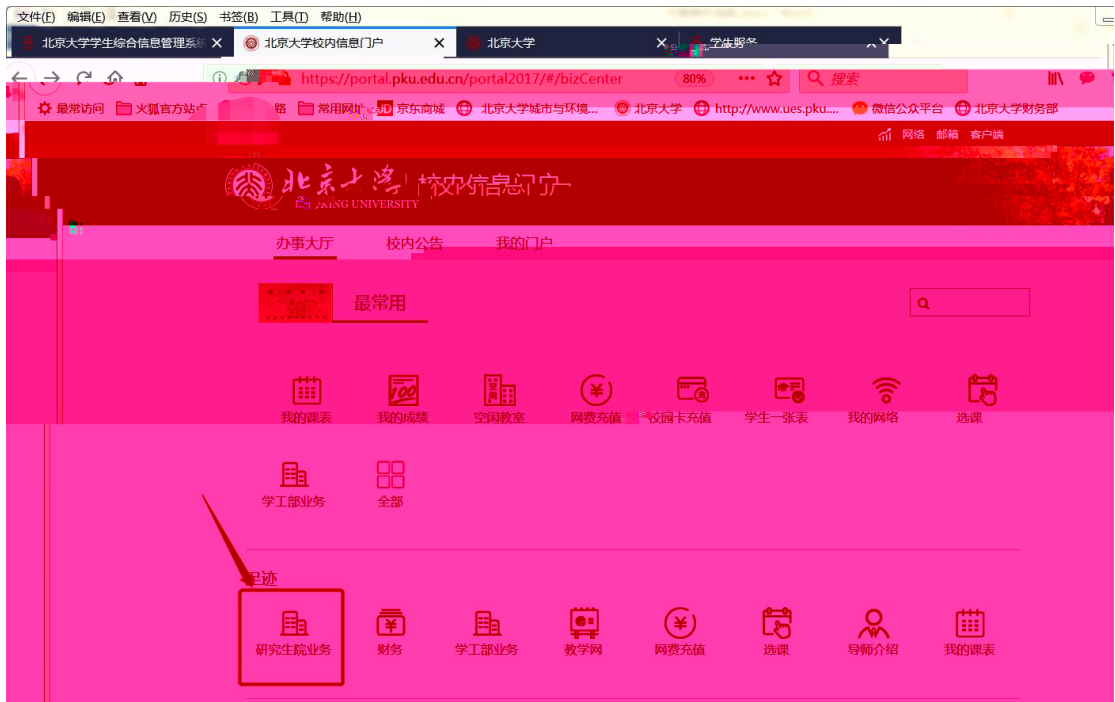 文件(F) 编辑(E) 查看(V) 历史(S) 书签(B) 工具(T) 帮助(H)
北京大学学生综合信息管理系统 北京大学校内信息门户 北京大学
https://portal.pku.edu.cn/portal2017/#/bizCenter 80% 搜索
最常访问 火狐官方站点 常用网址 JD 京东商城 北京大学城市与环境... 北京大学 http://www.ues.pku.... 微信公众平台 北京大学财务部
网络 邮箱 客户端
北京大学 校内信息门户
UNIVERSITY
办事大厅 校内公告 我的门户
最常用
我的课表 我的成绩 空闲教室 网费充值 校园卡充值 学生一张表 我的网络 选课
学工部业务 全部
足迹
研究生院业务 财务 学工部业务 教学网 网费充值 选课 导师介绍 我的课表